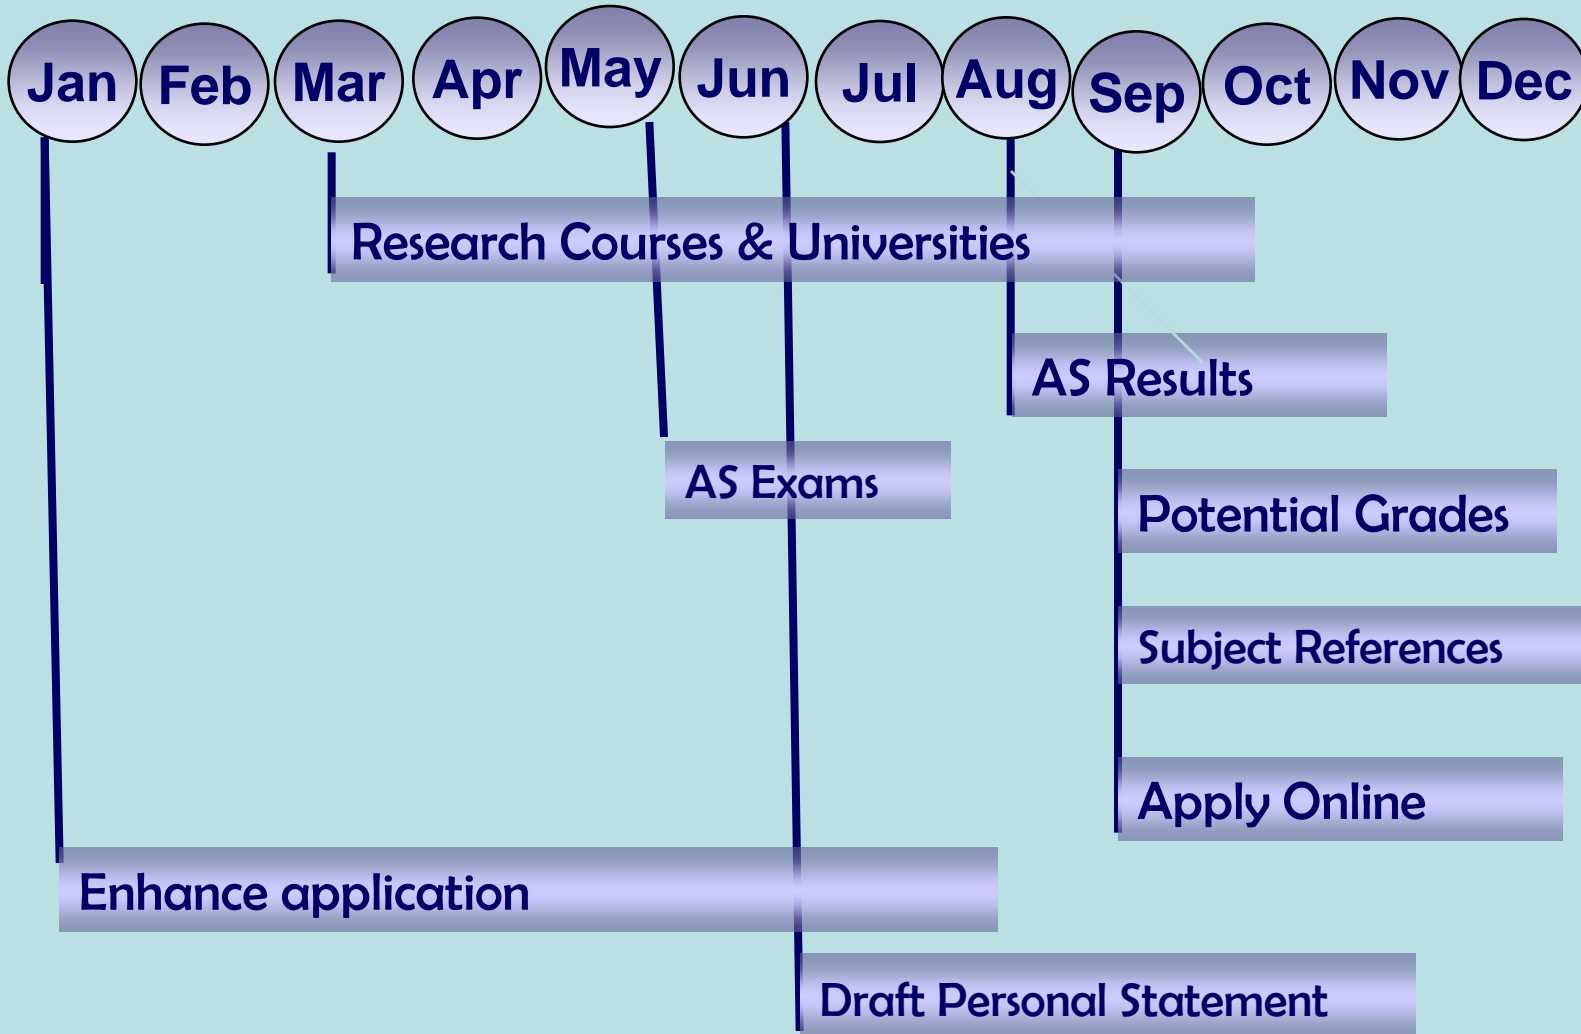 Jan Feb Mar Apr May Jun Jul Aug Sep Oct Nov Dec
Research Courses & Universities
AS Results
AS Exams
Potential Grades
Subject References
Apply Online
Enhance application
Draft Personal Statement